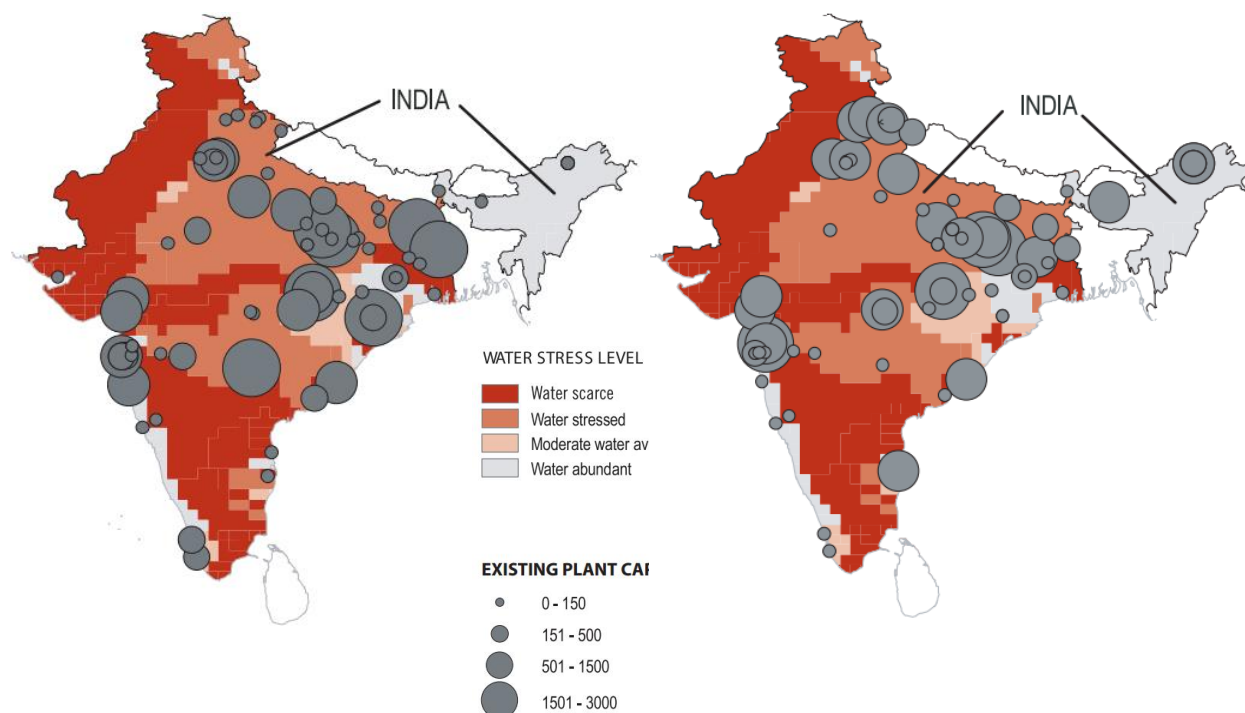 INDIA
INDIA
WATER STRESS LEVEL
Water scarce
Water stressed
Moderate water av
Water abundant
EXISTING PLANT CAP
0 - 150
151 - 500
501 - 1500
1501 - 3000